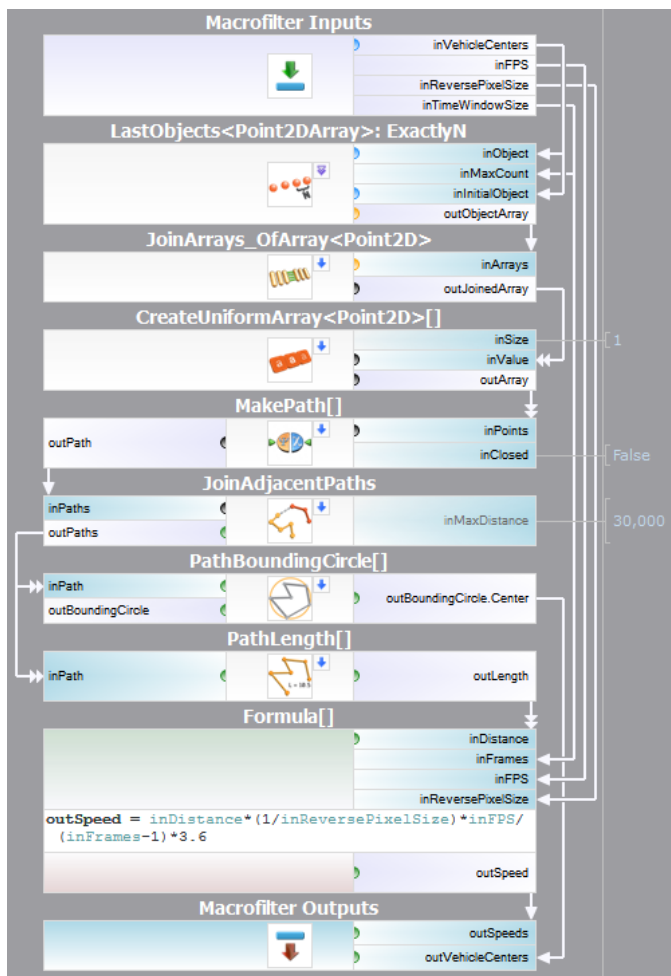 Macrofilter Inputs
inVehicleCenters
inFPS
inReversePixelSize
inTimeWindowSize
LastObjects<Point2DArray>: ExactlyN
inObject
inMaxCount
inInitialObject
outObjectArray
JoinArrays_OfArray<Point2D>
inArrays
outJoinedArray
CreateUniformArray<Point2D>[]
inSize
1
inValue
outArray
MakePath[]
outPath
inPoints
inClosed
False
JoinAdjacentPaths
inPaths
outPaths
inMaxDistance
30,000
PathBoundingCircle[]
inPath
outBoundingCircle
outBoundingCircle.Center
PathLength[]
inPath
L = 18.5
outLength
Formula[]
inDistance
inFrames
inFPS
inReversePixelSize
outSpeed = inDistance*(1/inReversePixelSize)*inFPS/
(inFrames-1)*3.6
outSpeed
Macrofilter Outputs
outSpeeds
outVehicleCenters